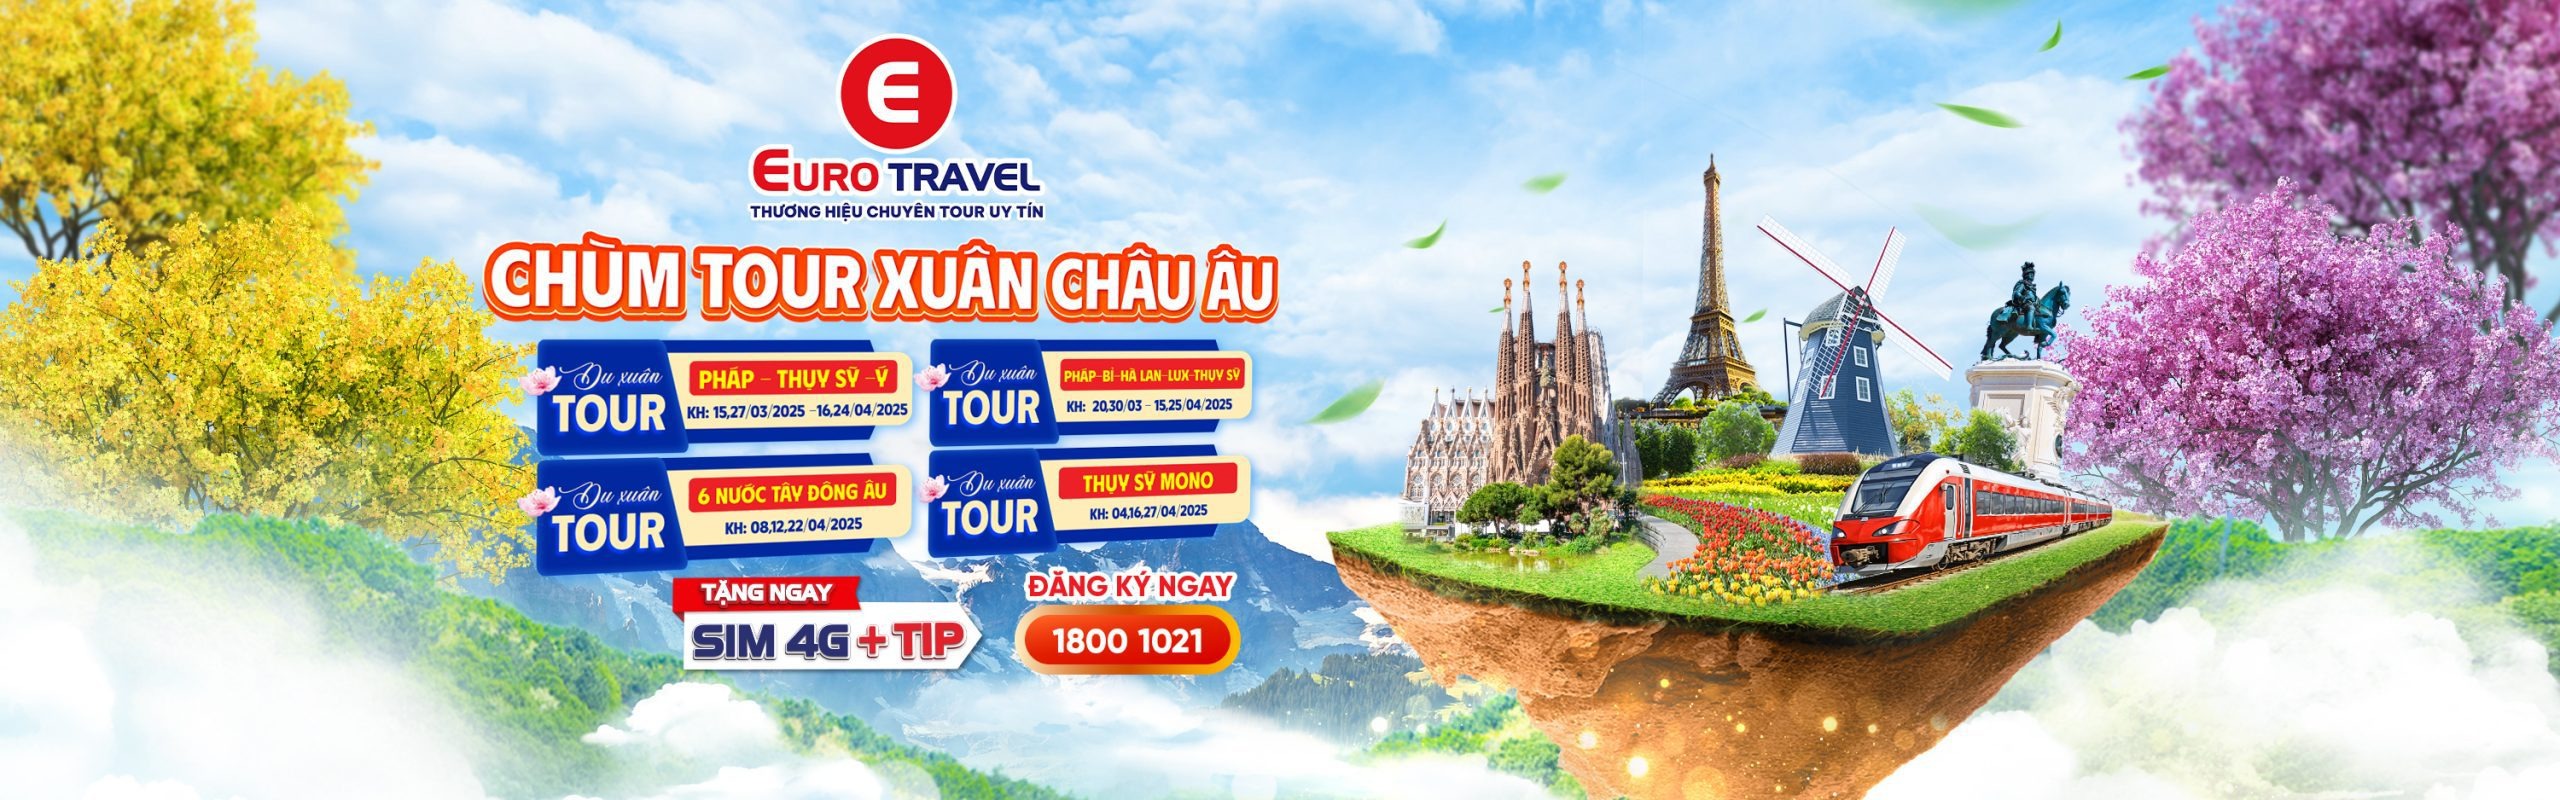 E
EURO TRAVEL
THƯƠNG HIỆU CHUYÊN TOUR UY TÍN
CHÙM TOUR XUÂN CHÂU ÂU
Du xuân
TOUR
PHÁP - THỤY SỸ -Ý
KH: 15,27/03/2025 -16,24/04/2025
Du xuân
TOUR
PHÁP-BỈ-HÀ LAN-LUX-THỤY SỸ
KH: 20,30/03 - 15,25/04/2025
Du xuân
TOUR
6 NƯỚC TÂY ĐÔNG ÂU
KH: 08,12,22/04/2025
Du xuân
TOUR
THỤY SỸ MONO
KH: 04,16,27/04/2025
TẶNG NGAY
SIM 4G + TIP
ĐĂNG KÝ NGAY
1800 1021